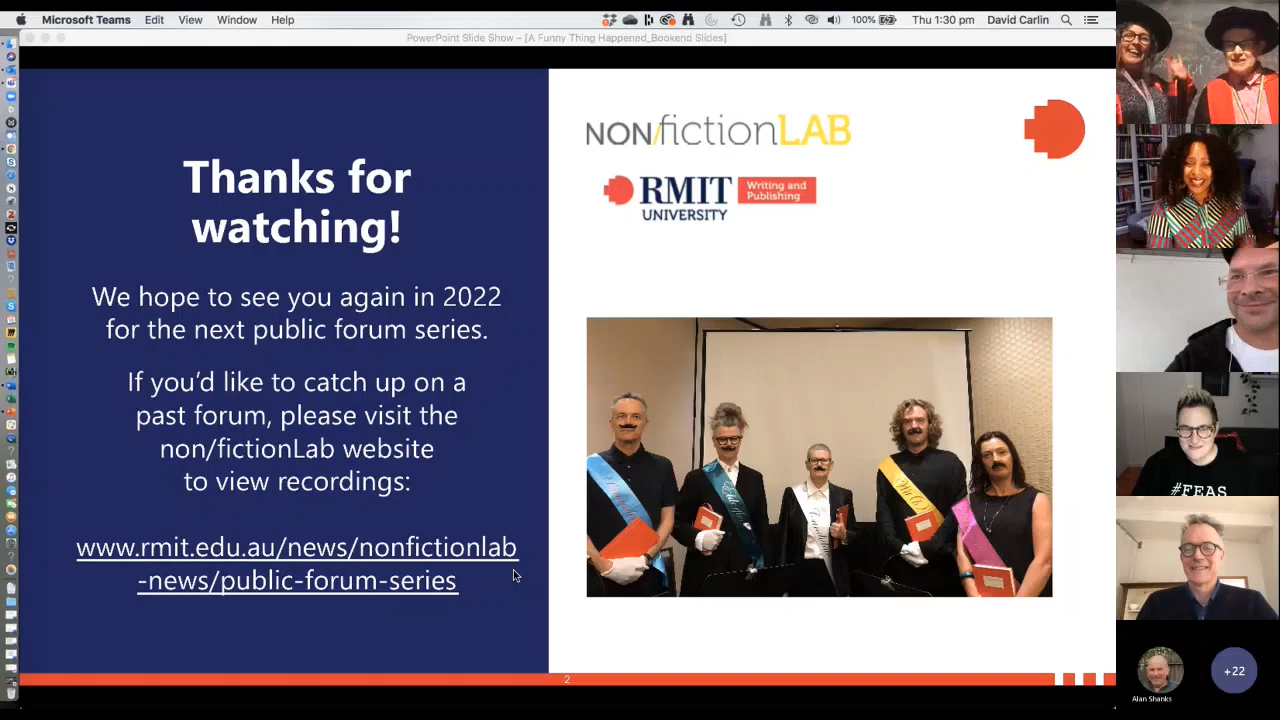 Microsoft Teams Edit View Window Help 100% Thu 1:30 pm David Carlin
PowerPoint Slide Show – [A Funny Thing Happened_Bookend Slides]
Thanks for
watching!
We hope to see you again in 2022
for the next public forum series.
If you’d like to catch up on a
past forum, please visit the
non/fictionLab website
to view recordings:
www.rmit.edu.au/news/nonfictionlab
-news/public-forum-series
NON/fictionLAB
RMIT
UNIVERSITY
Writing and
Publishing
2
#FEAS
Alan Shanks
+22